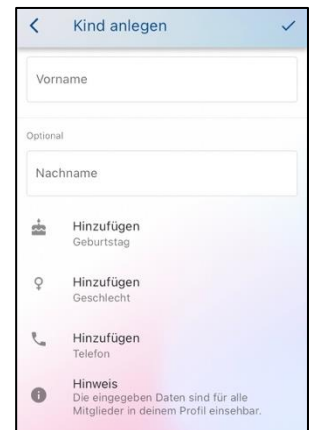 Kind anlegen
Vorname
Optional
Nachname
Hinzufügen
Geburtstag
Hinzufügen
Geschlecht
Hinzufügen
Telefon
Hinweis
Die eingegeben Daten sind für alle
Mitglieder in deinem Profil einsehbar.